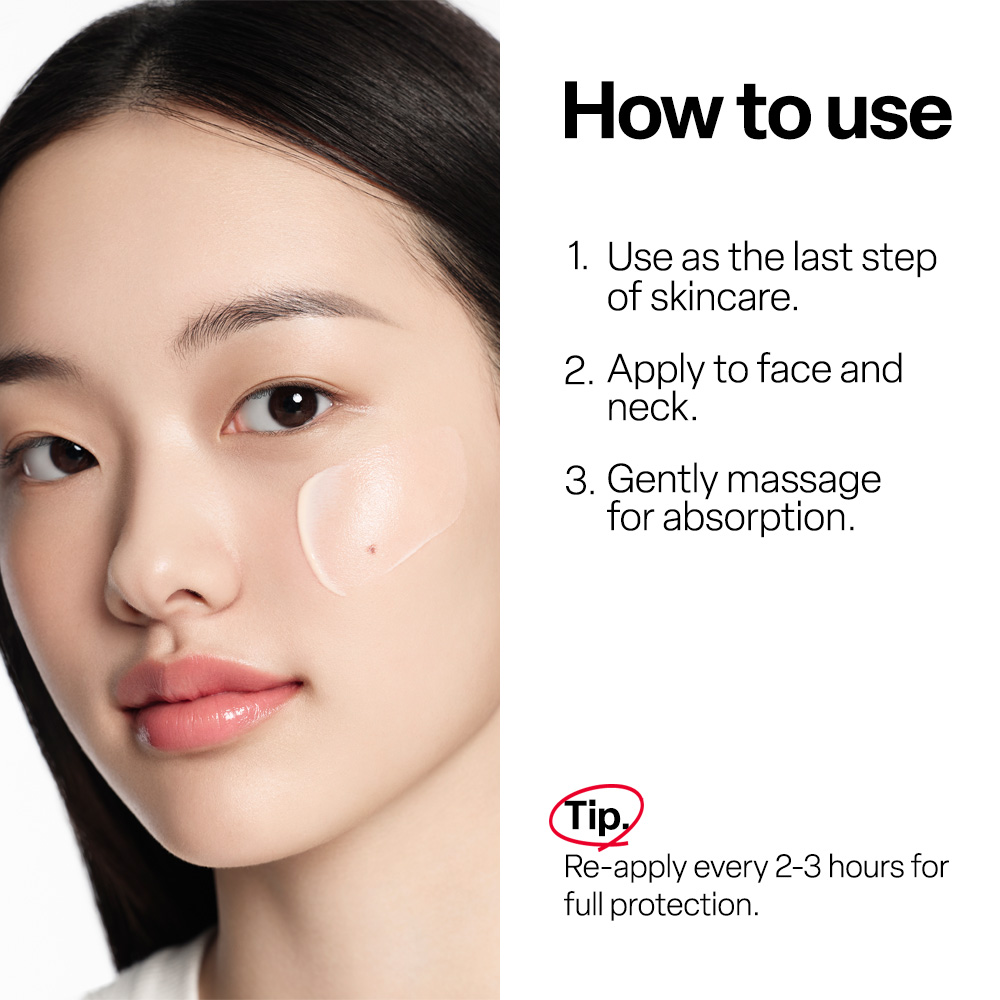 How to use
1. Use as the last step
of skincare.
2. Apply to face and
neck.
3. Gently massage
for absorption.
Tip.
Re-apply every 2-3 hours for
full protection.